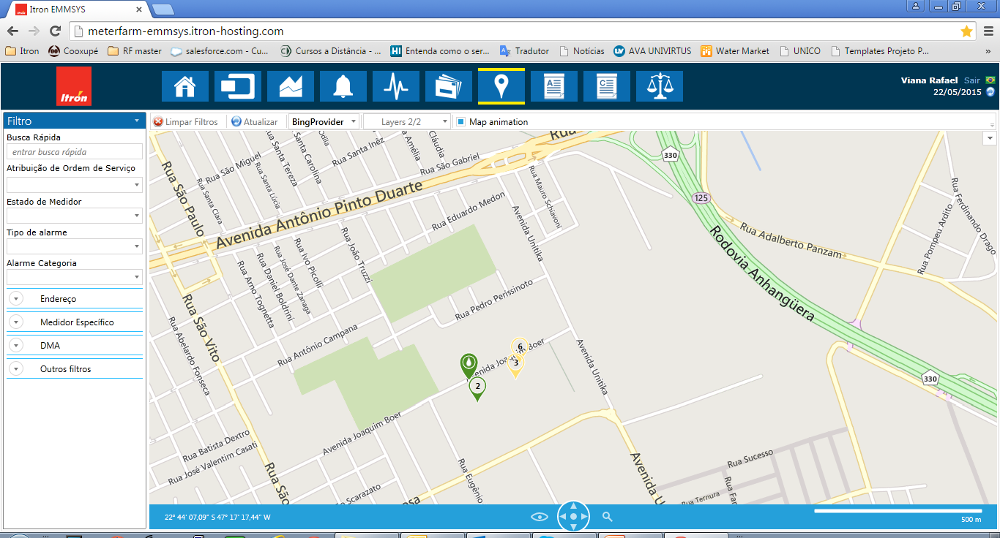 Itron EMMSYS
meterfarm-emmsys.itron-hosting.com
Itron
Cooxupé
RF master
salesforce.com - Cu...
Cursos a Distância - ...
Entenda como o ser...
Tradutor
Notícias
AVA UNIVIRTUS
Water Market
UNICO
Templates Projeto P...
»
Itrón
Viana Rafael Sair
22/05/2015
Filtro
Limpar Filtros
Atualizar
BingProvider
Layers 2/2
Map animation
Busca Rápida
entrar busca rápida
Atribuição de Ordem de Serviço
Estado de Medidor
Tipo de alarme
Alarme Categoria
Endereço
Medidor Específico
DMA
Outros filtros
Rua
Odília
Rua Santa Inêz
Amélia
Cláudia
Rua São Miguel
Rua Santa Tereza
Santa Carolina
Rua São Gabriel
330
Rua São Paulo
Rua Santa Lúcia
Rua Santa Clara
Rua Mauro Schiavoni
125
Rua Ferdinando Drago
Avenida Antônio Pinto Duarte
Rua Eduardo Medon
Avenida Unitika
Rua Pompeu Ardito
Rua Adalberto Panzam
Rodovia Anhangüera
Rua João Truzzi
Rua Ivo Picolli
Rua José Dante Zanaga
Rua Daniel Boldrini
Rua Arno Tognetta
Rua Pedro Perissinoto
Rua São Vito
Rua Abelardo Fonseca
Rua Antônio Campana
Avenida Unitika
6
3
Avenida Joaquim Boer
2
330
Avenida Joaquim Boer
Rua Batista Dextro
Rua José Valentim Casati
Rua São
Scarazato
Rua Eugênio
osa
Avenida U
Rua Sucesso
Rua Ternura
Rua Far
22° 44' 07,09" S 47° 17' 17,44" W
500 m